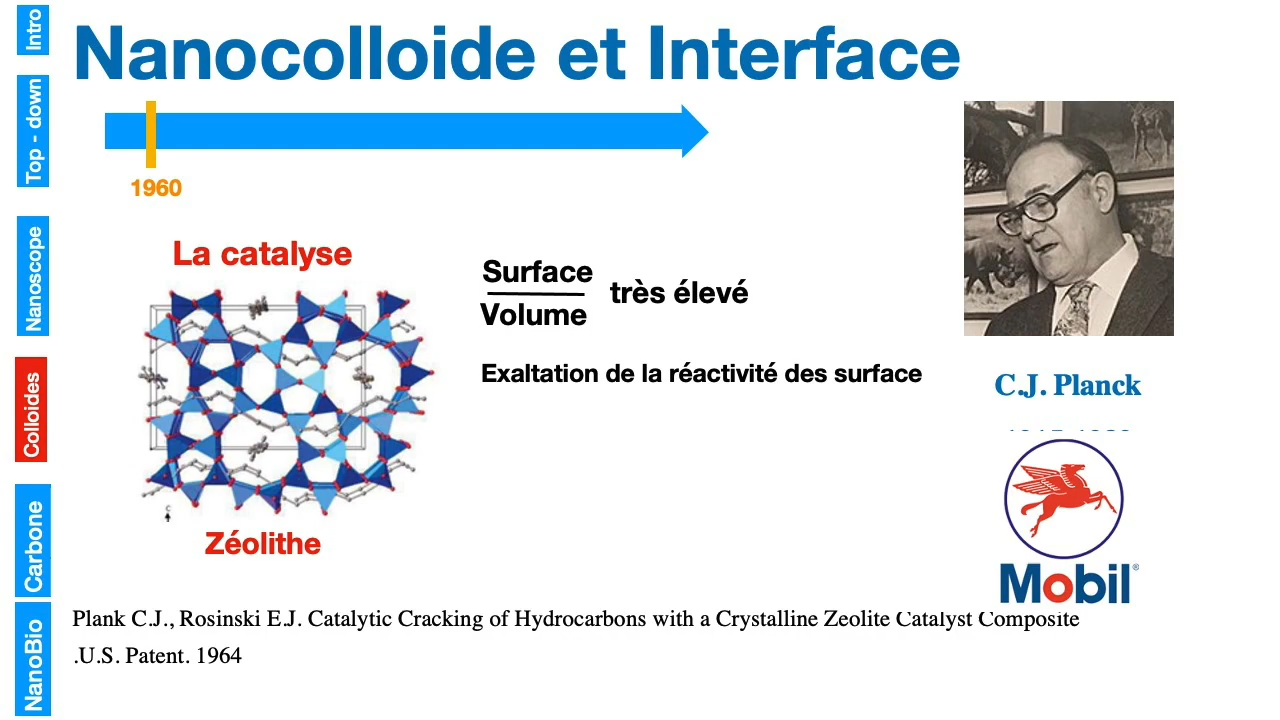 Nanocolloide et Interface
Intro
Top - down
Nanoscope
Colloides
Carbone
NanoBio
1960
La catalyse
Surface
Volume
très élevé
Exaltation de la réactivité des surface
C.J. Planck
c
Zéolithe
Mobil®
Plank C.J., Rosinski E.J. Catalytic Cracking of Hydrocarbons with a Crystalline Zeolite Catalyst Composite
.U.S. Patent. 1964